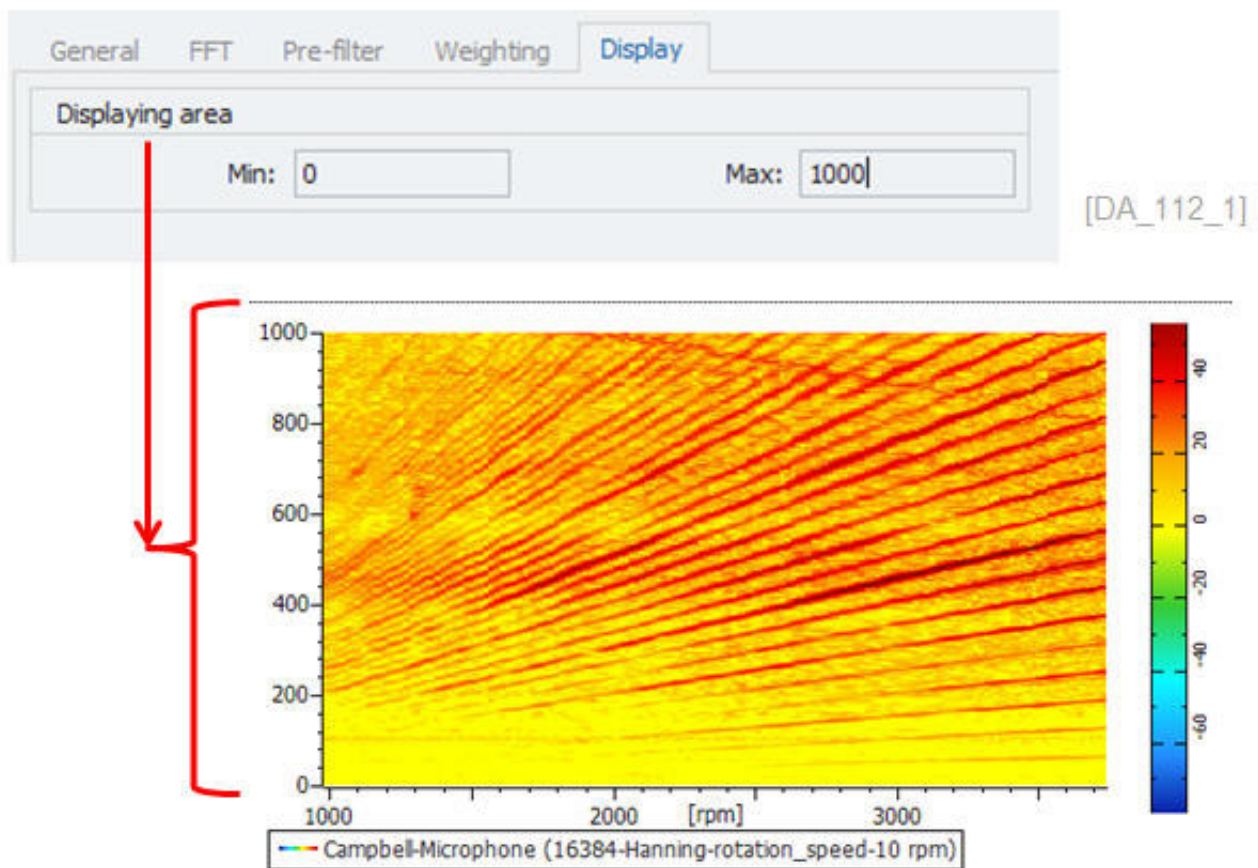 General FFT Pre-filter Weighting Display
Displaying area
Min: 0 Max: 1000
[DA_112_1]
1000
800
600
400
200
0
1000 2000 [rpm] 3000
40
20
0
-20
-40
-60
Campbell-Microphone (16384-Hanning-rotation_speed-10 rpm)